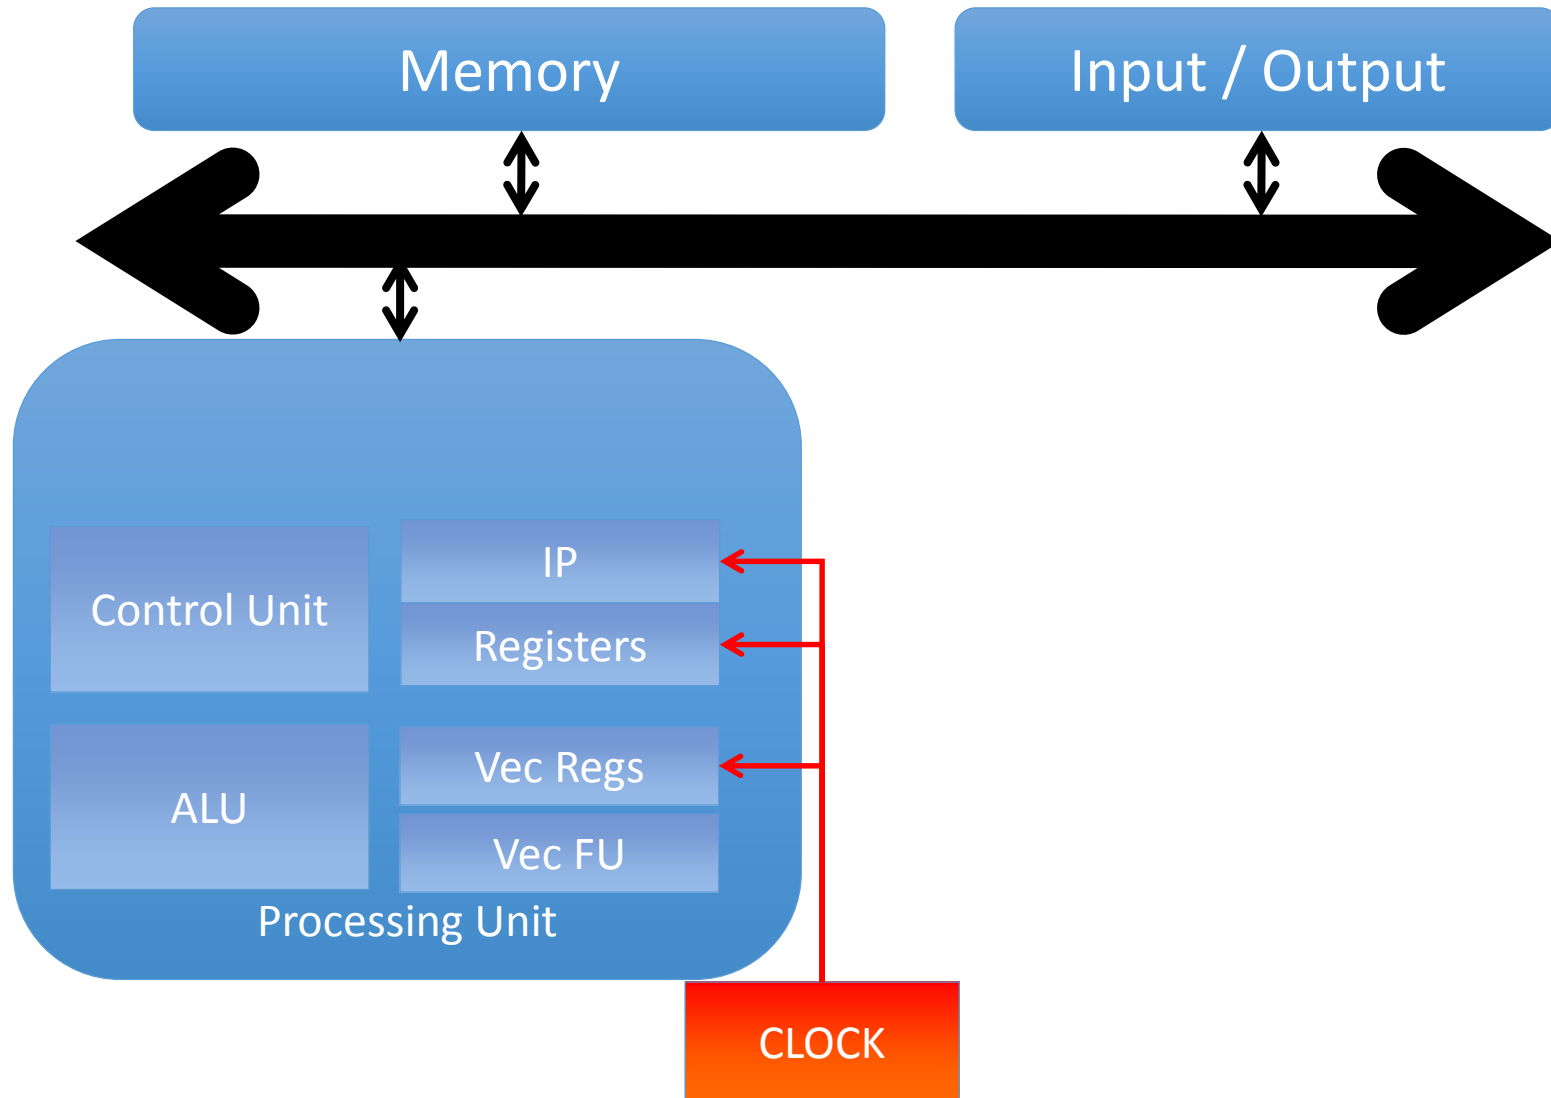 Memory
Input / Output
Control Unit
IP
Registers
ALU
Vec Regs
Vec FU
Processing Unit
CLOCK